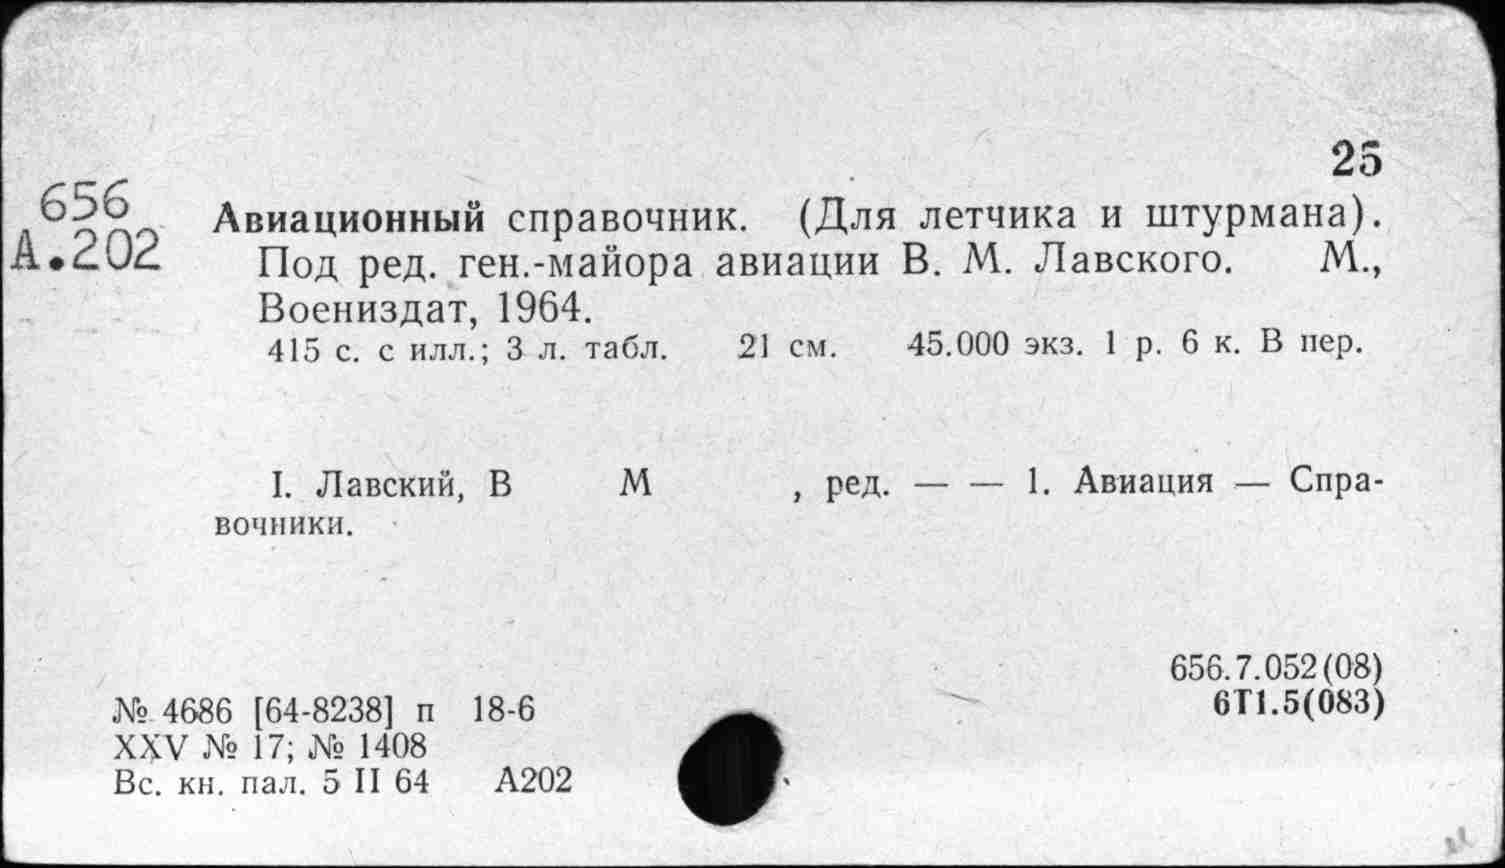 25
656
А.202
Авиационный справочник. (Для летчика и штурмана).
Под ред. ген.-майора авиации В. М. Лавского. М.,
Воениздат, 1964.
415 с. с илл.; 3 л. табл. 21 см. 45.000 экз. 1 р. 6 к. В пер.
I. Лавский, В М , ред. — — 1. Авиация — Спра-
вочники.
656.7.052(08)
6Т1.5(083)
№ 4686 [64-8238] п 18-6
XXV № 17; № 1408
Вс. кн. пал. 5 II 64 А202